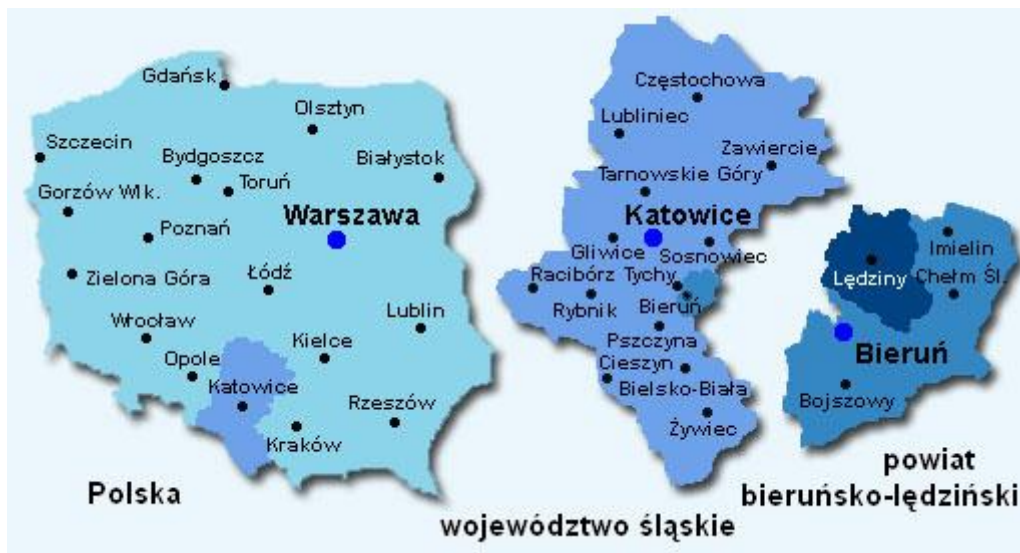 Gdańsk
Olsztyn
Szczecin
Bydgoszcz
Białystok
Toruń
Gorzów Wlk.
Warszawa
Poznań
Zielona Góra
Łódź
Wrocław
Lublin
Opole
Kielce
Katowice
Rzeszów
Kraków
Polska
Częstochowa
Lubliniec
Zawiercie
Tarnowskie Góry
Katowice
Gliwice
Sosnowiec
Racibórz
Tychy
Rybnik
Bieruń
Pszczyna
Cieszyn
Bielsko-Biała
Żywiec
województwo śląskie
Imielin
Lędziny
Chełm Śl.
Bieruń
Bojszowy
powiat
bieruńsko-lędziński